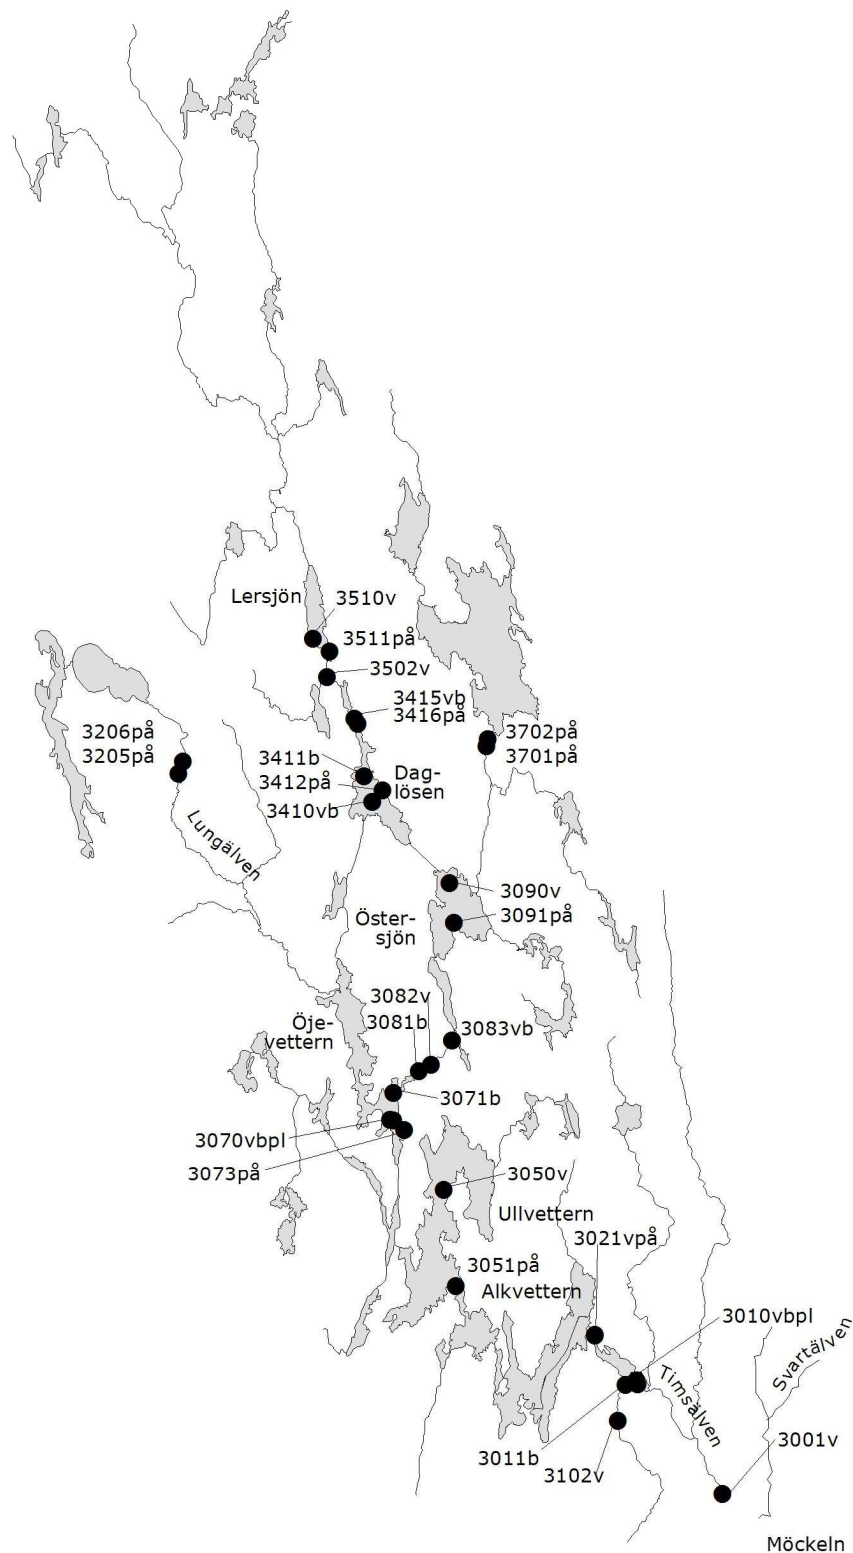 Lersjön
3510v
3511på
3502v
3415vb
3416på
3206på
3205på
3702på
3701på
3411b
3412på
3410vb
Dag-
lösen
Lungälven
3090v
3091på
Öster-
sjön
3082v
3081b
3083vb
Öje-
vettern
3071b
3070vbpl
3073på
3050v
Ullvettern
3021vpå
3051på
Alkvettern
3010vbpl
Svartälven
Timsälven
3001v
3011b
3102v
Möckeln